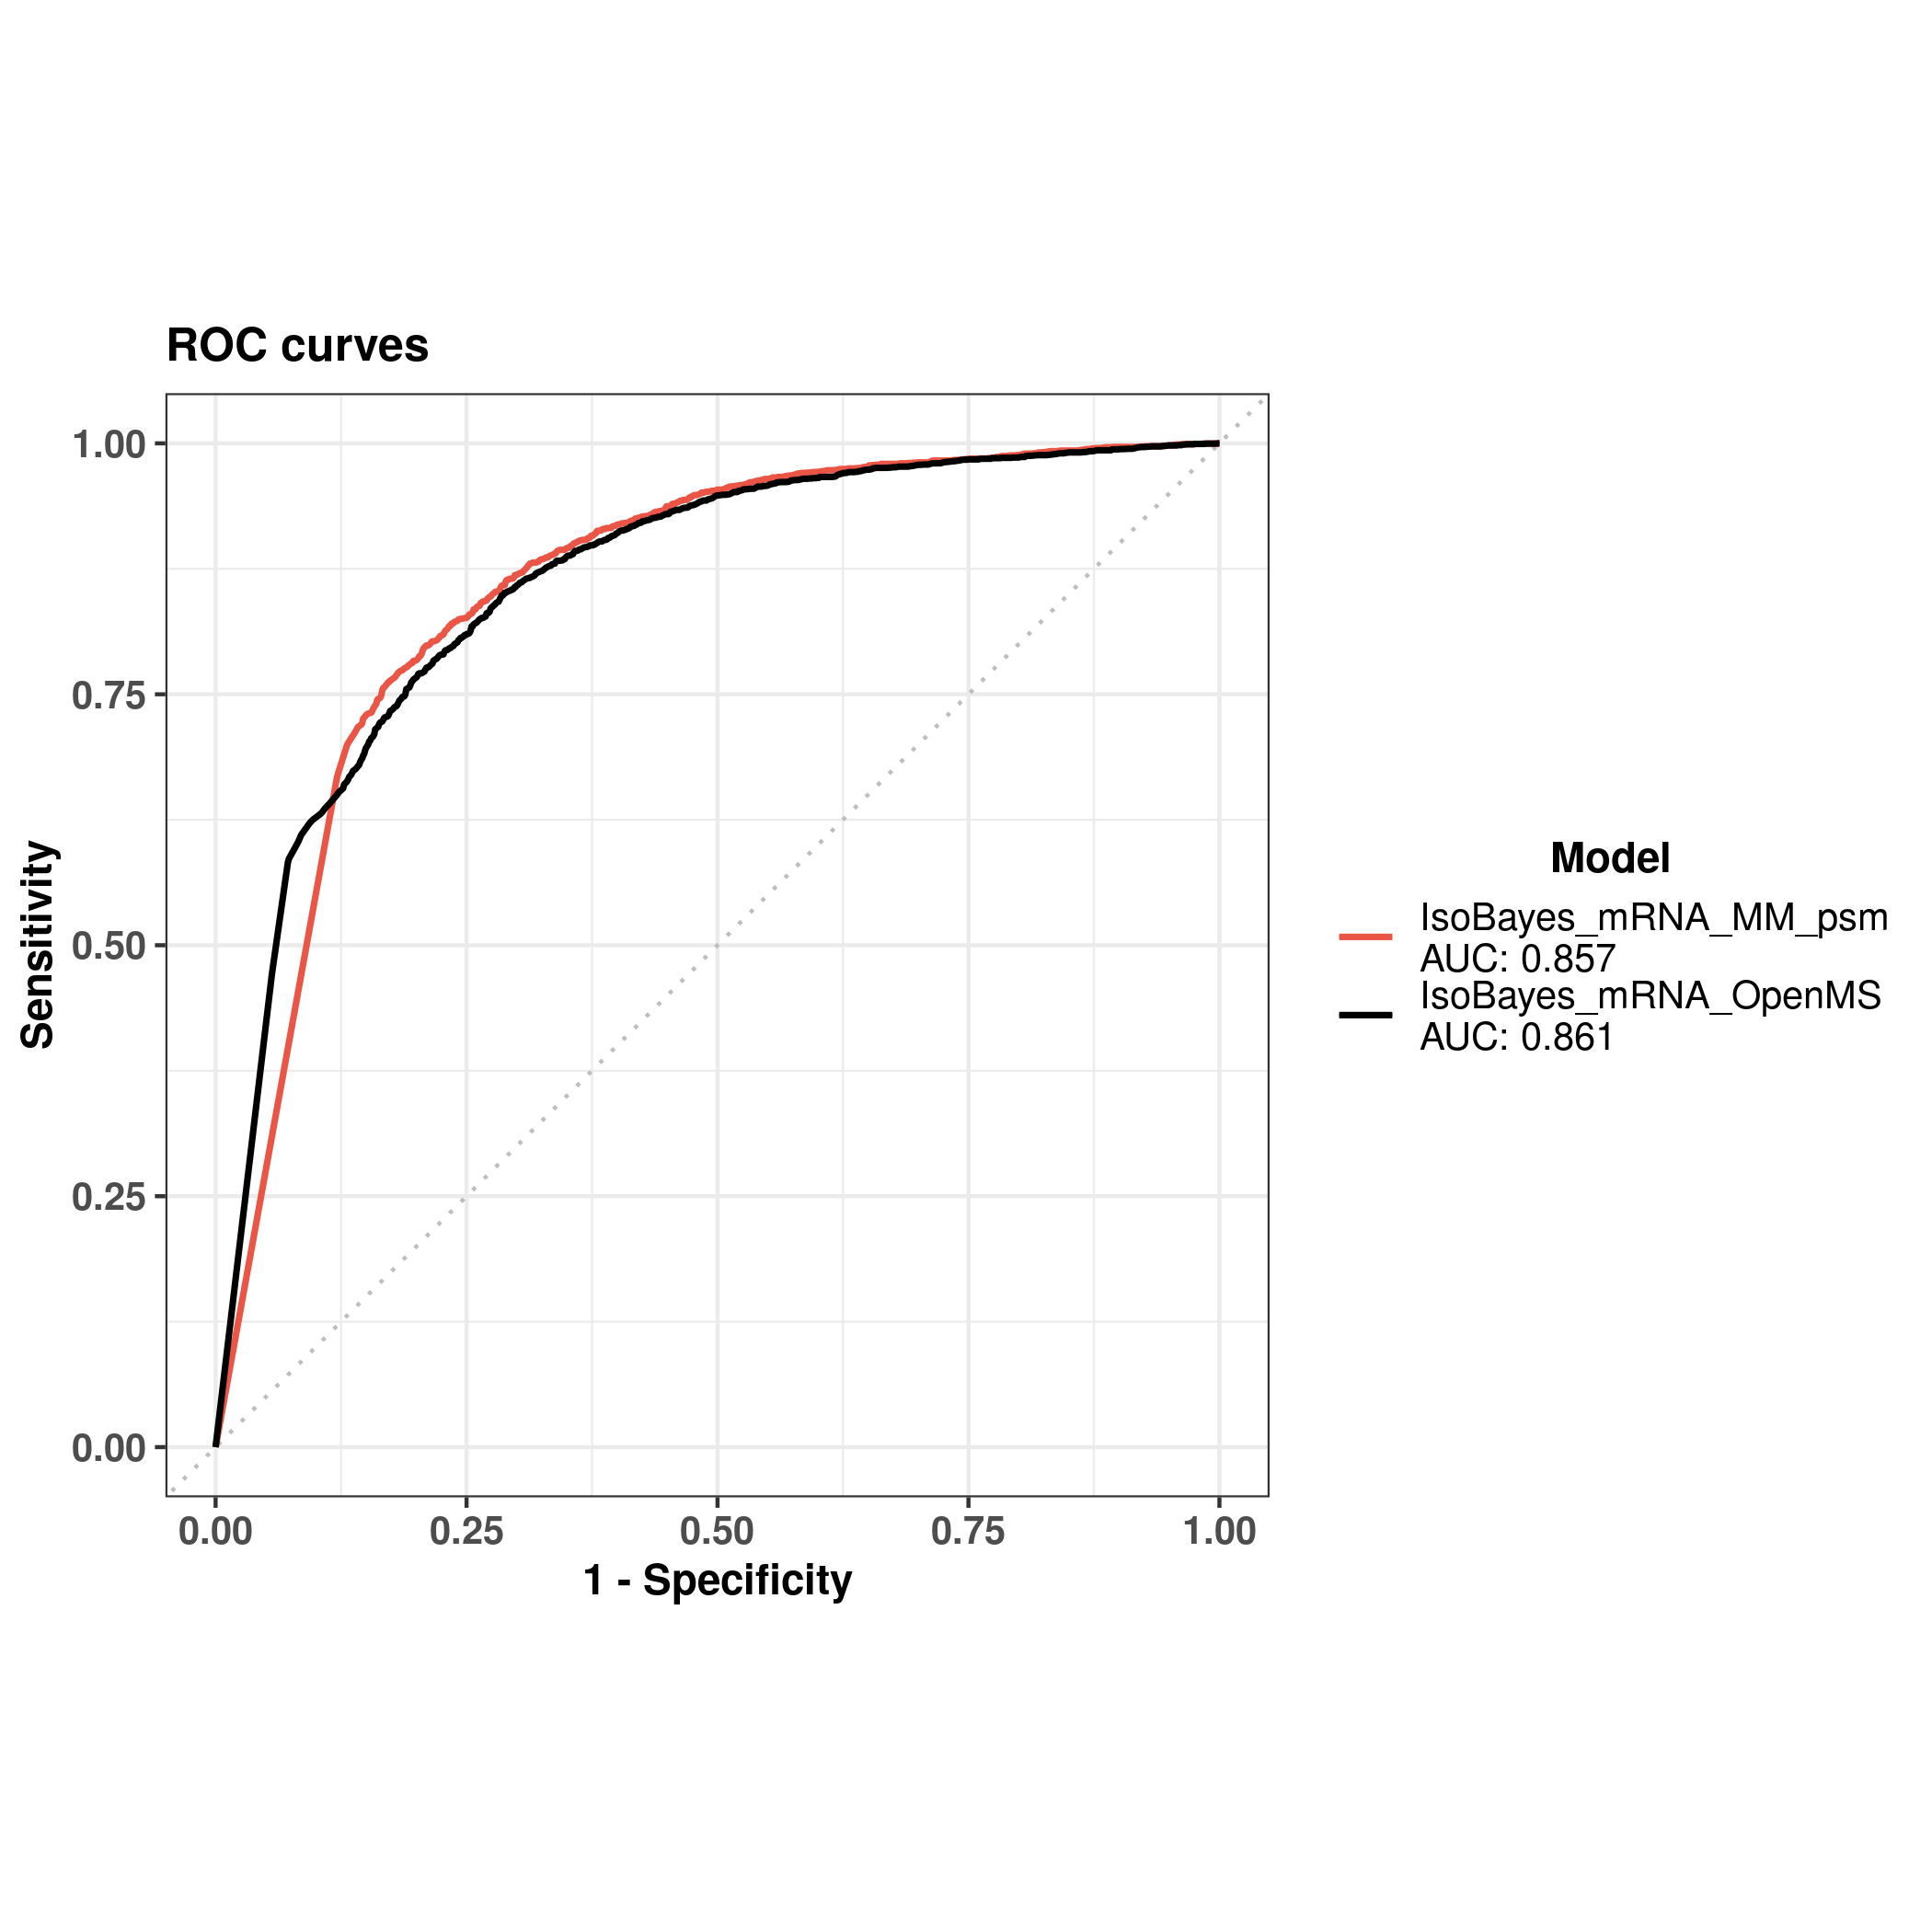 ROC curves
1.00
0.75
0.50
0.25
0.00
Sensitivity
0.00 0.25 0.50 0.75 1.00
1 - Specificity
Model
IsoBayes_mRNA_MM_psm
AUC: 0.857
IsoBayes_mRNA_OpenMS
AUC: 0.861